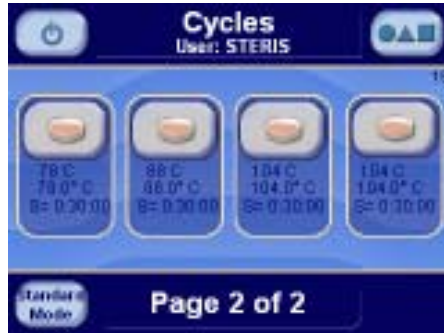 Cycles
User: STERIS
78 C
78.0° C
S= 0:30:00
88 C
88.0° C
S= 0:30:00
104 C
104.0° C
S= 0:30:00
104 C
104.0° C
S= 0:30:00
Standard
Mode
Page 2 of 2